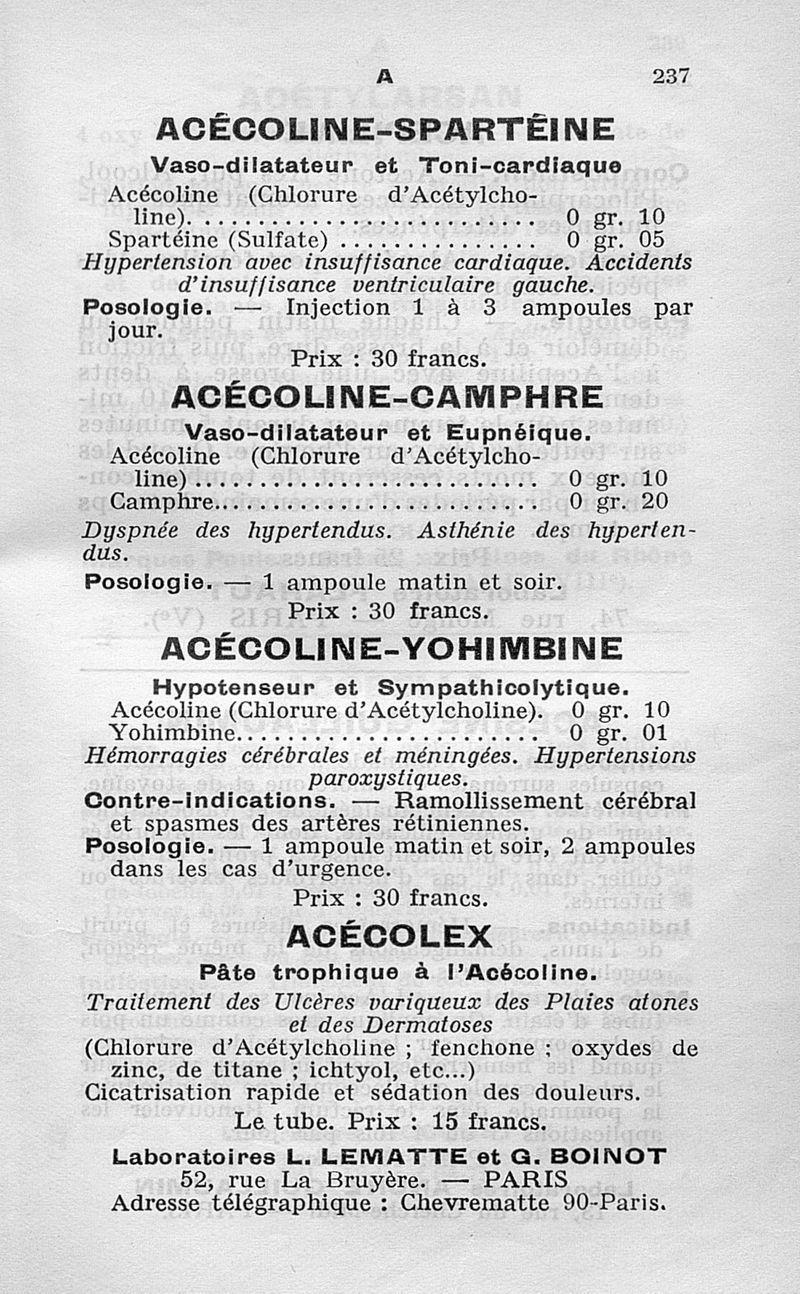 A 237
ACÉCOLINE-SPARTÉINE
Vaso-dilatateur et Toni-cardiaque
Acécoline (Chlorure d'Acétylcho-
line). . . . . . . . . . . . . . . . . . . . . . . . . . . 0 gr. 10
Spartéine (Sulfate) . . . . . . . . . . . . . . . 0 gr. 05
Hypertension avec insuffisance cardiaque. Accidents
d'insuffisance ventriculaire gauche.
Posologie. — Injection 1 à 3 ampoules par
jour.
Prix : 30 francs.
ACÉCOLINE-CAMPHRE
Vaso-dilatateur et Eupnéique.
Acécoline (Chlorure d'Acétylcho-
line) . . . . . . . . . . . . . . . . . . . . . . . . . . 0 gr. 10
Camphre. . . . . . . . . . . . . . . . . . . . . . . . 0 gr. 20
Dyspnée des hypertendus. Asthénie des hyperten-
dus.
Posologie. — 1 ampoule matin et soir.
Prix : 30 francs.
ACÉCOLINE-YOHIMBINE
Hypotenseur et Sympathicolytique.
Acécoline (Chlorure d'Acétylcholine). 0 gr. 10
Yohimbine. . . . . . . . . . . . . . . . . . . . . . . 0 gr. 01
Hémorragies cérébrales et méningées. Hypertensions
paroxystiques.
Contre-indications. — Ramollissement cérébral
et spasmes des artères rétiniennes.
Posologie. — 1 ampoule matin et soir, 2 ampoules
dans les cas d'urgence.
Prix : 30 francs.
ACÉCOLEX
Pâte trophique à l'Acécoline.
Traitement des Ulcères variqueux des Plaies atones
et des Dermatoses
(Chlorure d'Acétylcholine ; fenchone ; oxydes de
zinc, de titane ; ichtyol, etc...)
Cicatrisation rapide et sédation des douleurs.
Le tube. Prix : 15 francs.
Laboratoires L. LEMATTE et G. BOINOT
52, rue La Bruyère. — PARIS
Adresse télégraphique : Chevrematte 90-Paris.